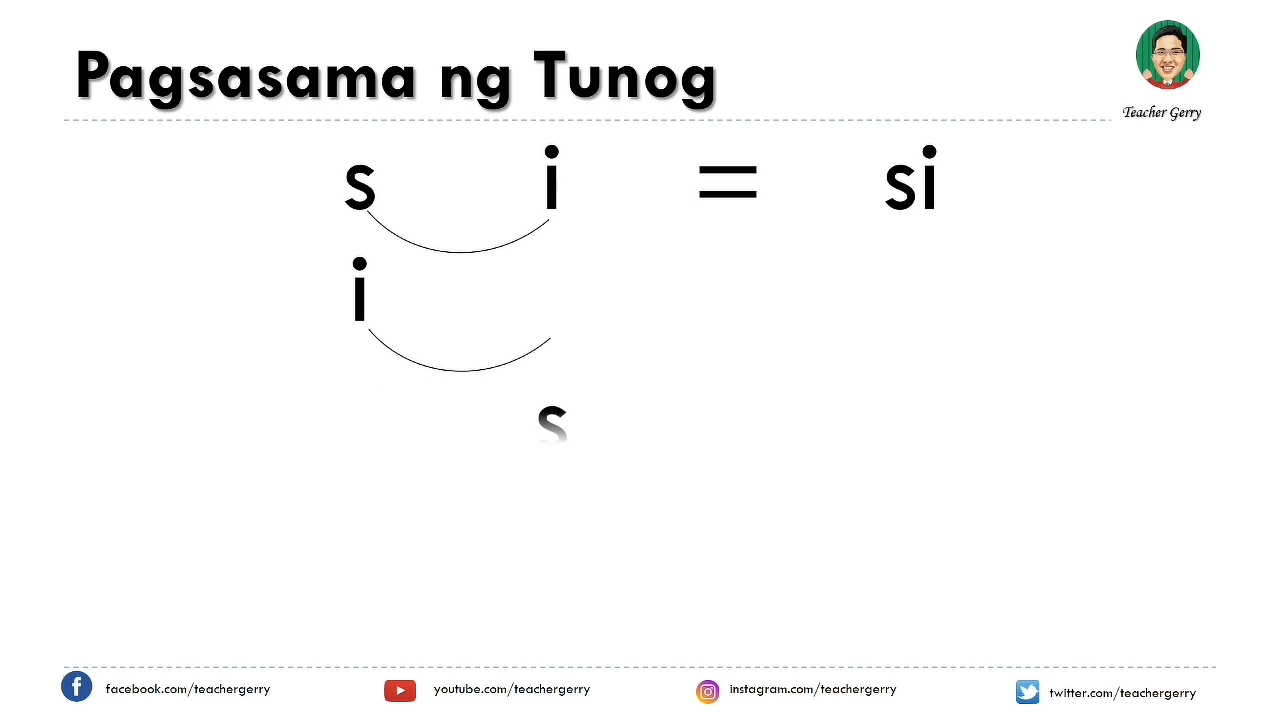 Pagsasama ng Tunog
Teacher Gerry
s i = si
i
s
facebook.com/teachergerry
youtube.com/teachergerry
instagram.com/teachergerry
twitter.com/teachergerry